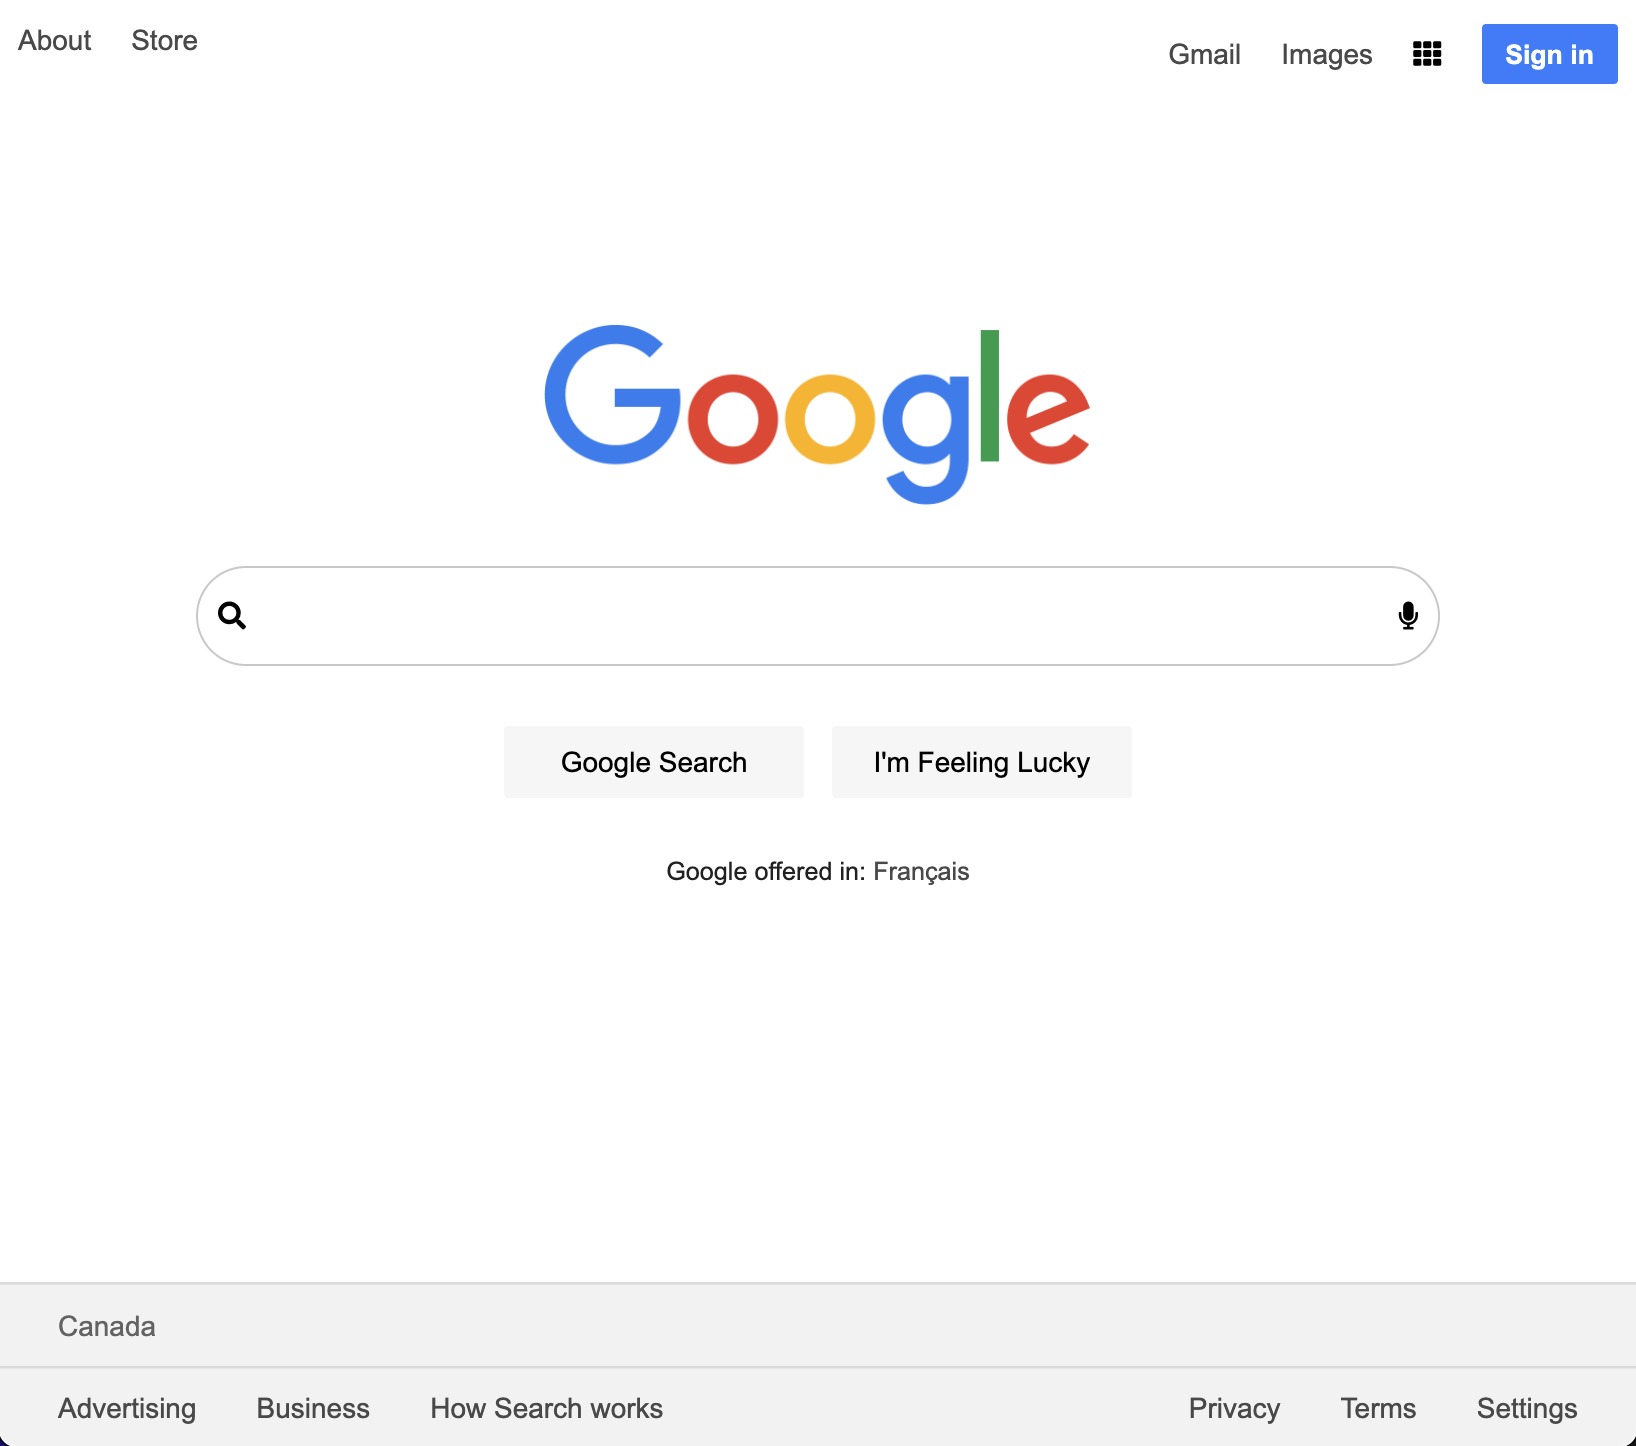 About Store
Gmail Images Sign in
Google
Google Search I'm Feeling Lucky
Google offered in: Français
Canada
Advertising Business How Search works Privacy Terms Settings